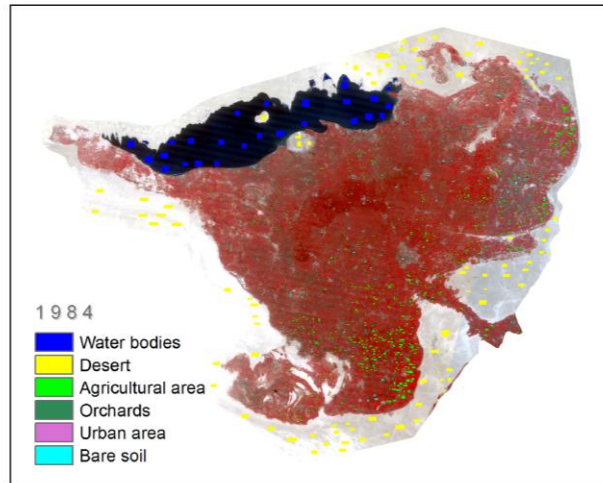 1984
Water bodies
Desert
Agricultural area
Orchards
Urban area
Bare soil